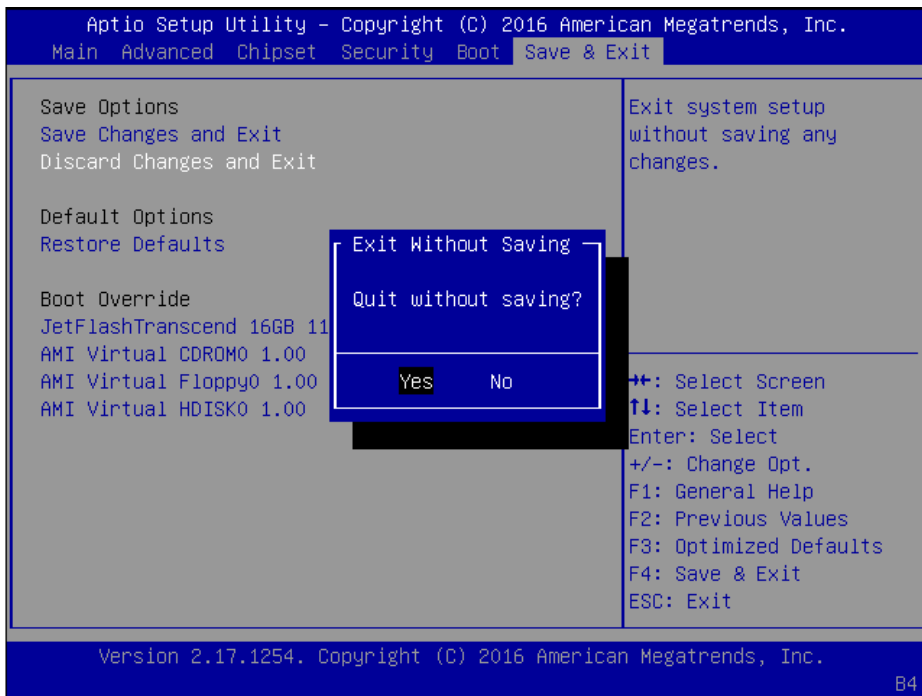 Aptio Setup Utility – Copyright (C) 2016 American Megatrends, Inc.
Main Advanced Chipset Security Boot Save & Exit
Save Options
Save Changes and Exit
Discard Changes and Exit
Default Options
Restore Defaults
Boot Override
JetFlashTranscend 16GB 11
AMI Virtual CDROM0 1.00
AMI Virtual Floppy0 1.00
AMI Virtual HDISK0 1.00
Exit Without Saving
Quit without saving?
Yes No
Exit system setup
without saving any
changes.
→←: Select Screen
↑↓: Select Item
Enter: Select
+/-: Change Opt.
F1: General Help
F2: Previous Values
F3: Optimized Defaults
F4: Save & Exit
ESC: Exit
Version 2.17.1254. Copyright (C) 2016 American Megatrends, Inc.
B4